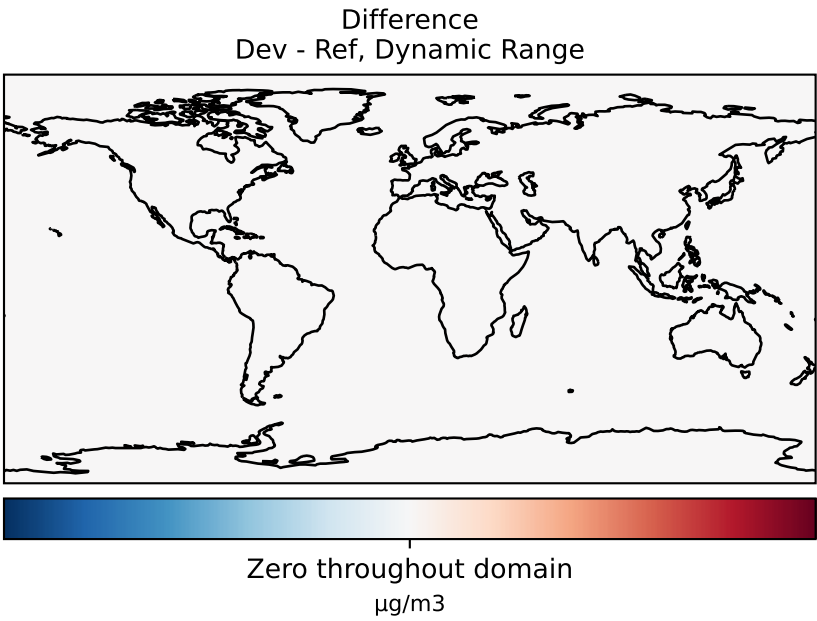 Difference
Dev - Ref, Dynamic Range
Zero throughout domain
μg/m3